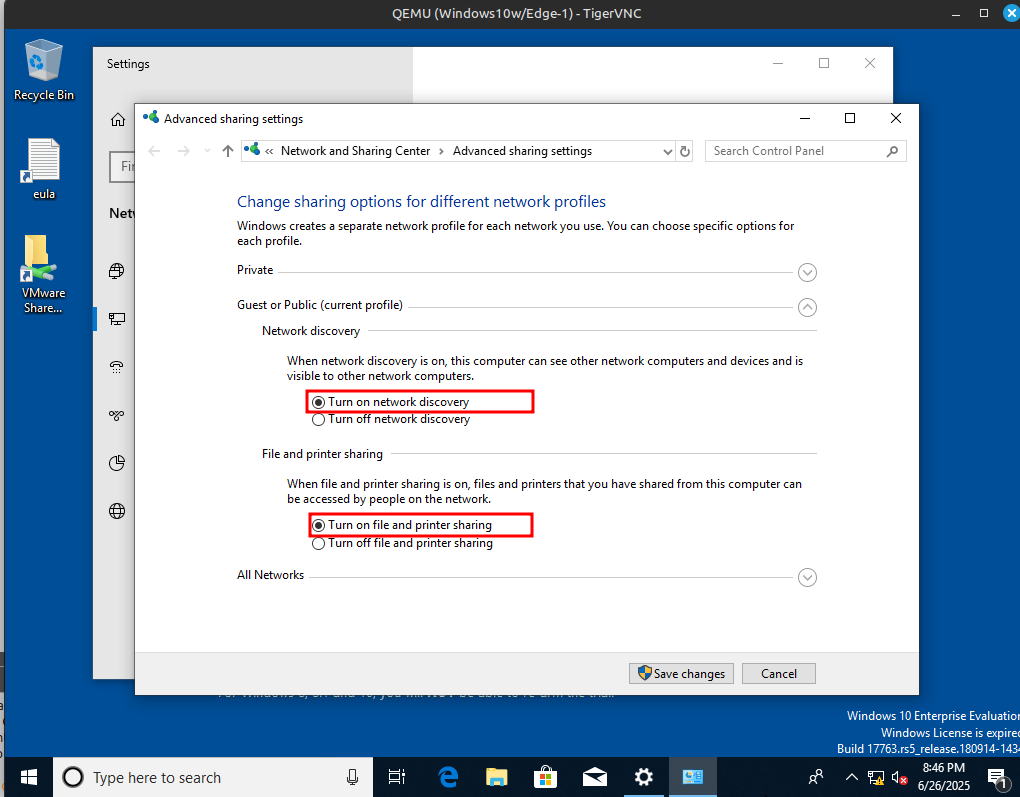 QEMU (Windows10w/Edge-1) - TigerVNC
Recycle Bin
eula
VMware
Share...
Settings
Advanced sharing settings
« Network and Sharing Center › Advanced sharing settings
Search Control Panel
Change sharing options for different network profiles
Windows creates a separate network profile for each network you use. You can choose specific options for
each profile.
Private
Guest or Public (current profile)
Network discovery
When network discovery is on, this computer can see other network computers and devices and is
visible to other network computers.
Turn on network discovery
Turn off network discovery
File and printer sharing
When file and printer sharing is on, files and printers that you have shared from this computer can
be accessed by people on the network.
Turn on file and printer sharing
Turn off file and printer sharing
All Networks
Save changes
Cancel
Windows 10 Enterprise Evaluation
Windows License is expired
Build 17763.rs5_release.180914-143
Type here to search
8:46 PM
6/26/2025
1